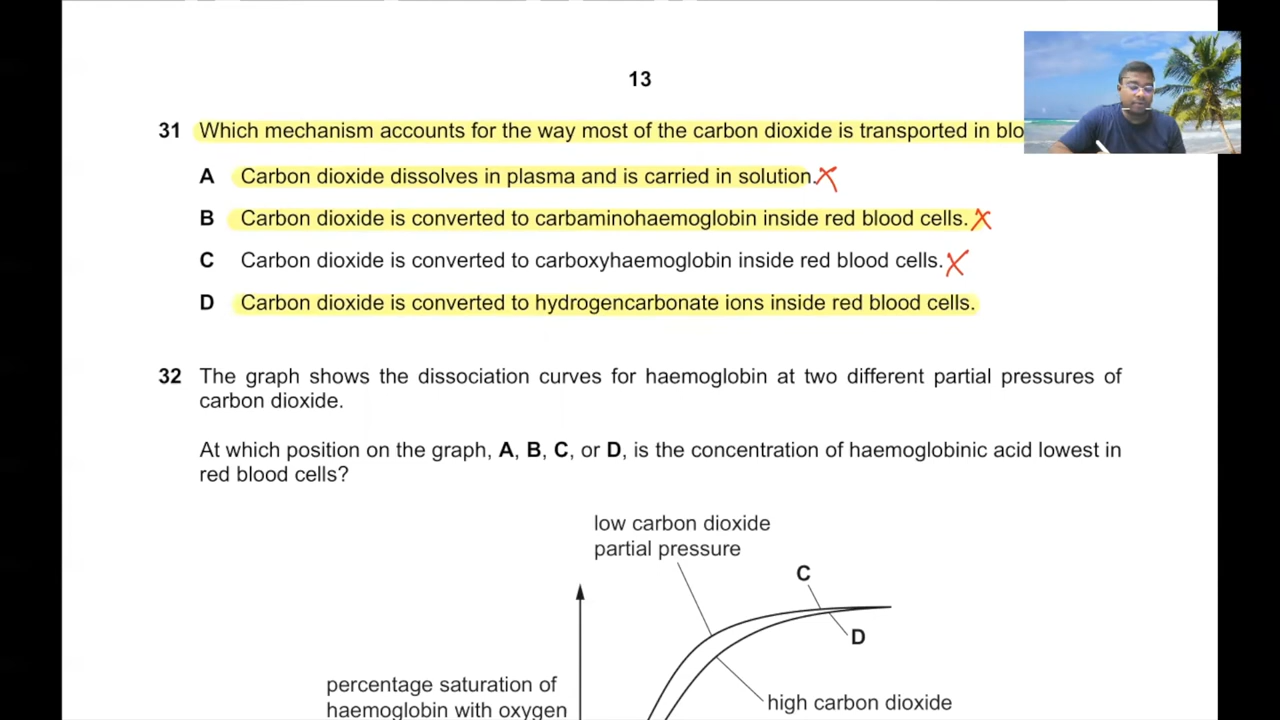 13
31 Which mechanism accounts for the way most of the carbon dioxide is transported in
A Carbon dioxide dissolves in plasma and is carried in solution.
B Carbon dioxide is converted to carbaminohaemoglobin inside red blood cells.
C Carbon dioxide is converted to carboxyhaemoglobin inside red blood cells.
D Carbon dioxide is converted to hydrogencarbonate ions inside red blood cells.
32 The graph shows the dissociation curves for haemoglobin at two different partial pressures of
carbon dioxide.
At which position on the graph, A, B, C, or D, is the concentration of haemoglobinic acid lowest in
red blood cells?
low carbon dioxide
partial pressure
C
D
percentage saturation of
haemoglobin with oxygen
high carbon dioxide